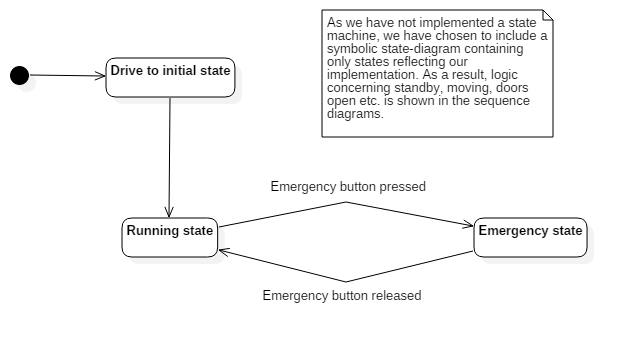 As we have not implemented a state
machine, we have chosen to include a
symbolic state-diagram containing
only states reflecting our
implementation. As a result, logic
concerning standby, moving, doors
open etc. is shown in the sequence
diagrams.
Drive to initial state
Emergency button pressed
Running state
Emergency state
Emergency button released